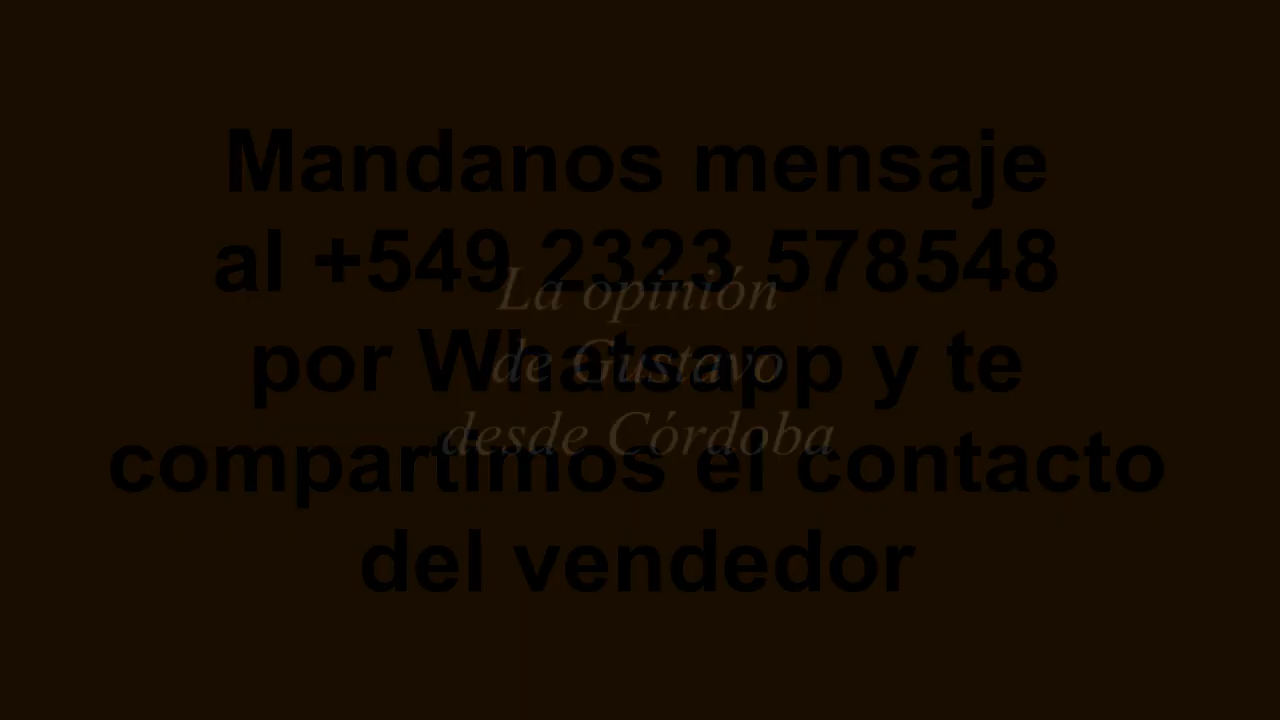 Mandanos mensaje
al +549 2323 578548
por Whatsapp y te
compartimos el contacto
del vendedor
La opinión
de Gustavo
desde Córdoba